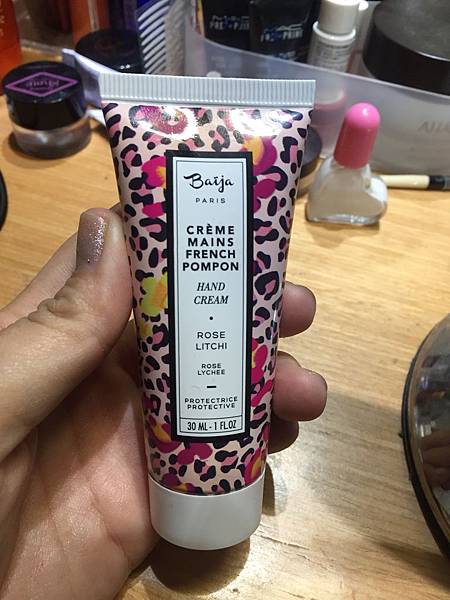 Baïja
PARIS
CRÈME
MAINS
FRENCH
POMPON
HAND
CREAM
•
ROSE
LITCHI
ROSE
LYCHEE
—
PROTECTRICE
PROTECTIVE
30 ML - 1 FL.OZ